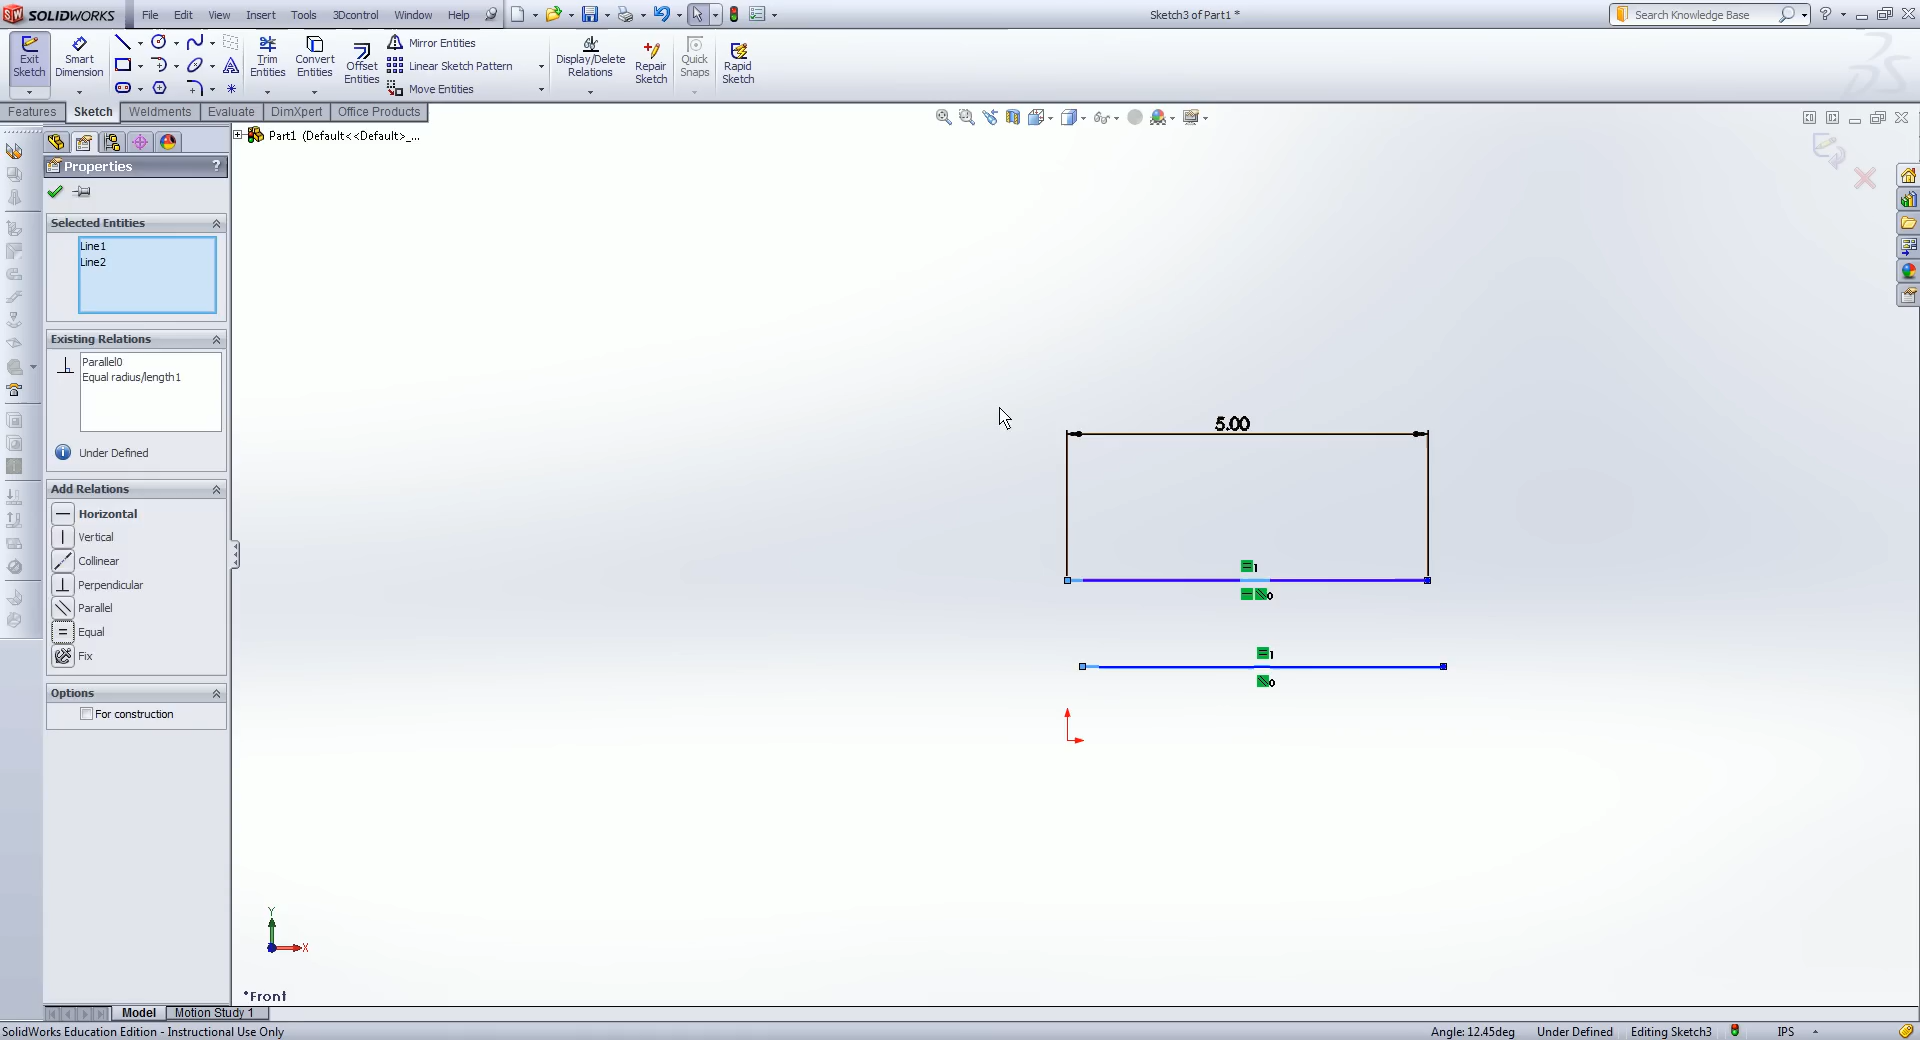 SOLIDWORKS File Edit View Insert Tools 3Dcontrol Window Help Sketch3 of Part1 * Search Knowledge Base
Exit Sketch
Smart Dimension
Trim Entities
Convert Entities
Offset Entities
Mirror Entities
Linear Sketch Pattern
Move Entities
Display/Delete Relations
Repair Sketch
Quick Snaps
Rapid Sketch
Features Sketch Weldments Evaluate DimXpert Office Products
Part1 (Default<<Default>_...
Properties ?
Selected Entities
Line1
Line2
Existing Relations
Parallel0
Equal radius/length1
Under Defined
Add Relations
Horizontal
Vertical
Collinear
Perpendicular
Parallel
Equal
Fix
Options
For construction
5.00
1
0
1
0
Y
X
*Front
Model Motion Study 1
SolidWorks Education Edition - Instructional Use Only Angle: 12.45deg Under Defined Editing Sketch3 IPS